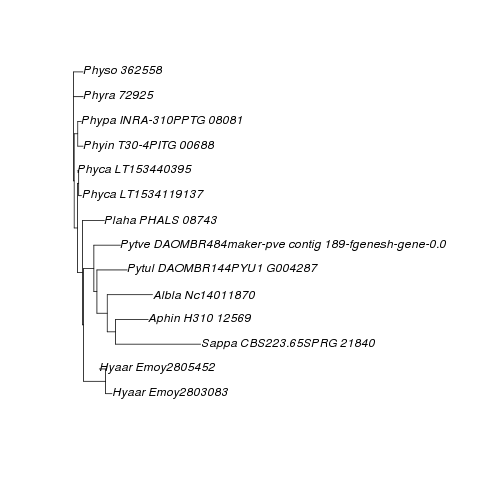 Physo 362558
Phyra 72925
Phypa INRA-310PPTG 08081
Phyin T30-4PITG 00688
Phyca LT153440395
Phyca LT1534119137
Plaha PHALS 08743
Pytve DAOMBR484maker-pve contig 189-fgenesh-gene-0.0
Pytul DAOMBR144PYU1 G004287
Albla Nc14011870
Aphin H310 12569
Sappa CBS223.65SPRG 21840
Hyaar Emoy2805452
Hyaar Emoy2803083